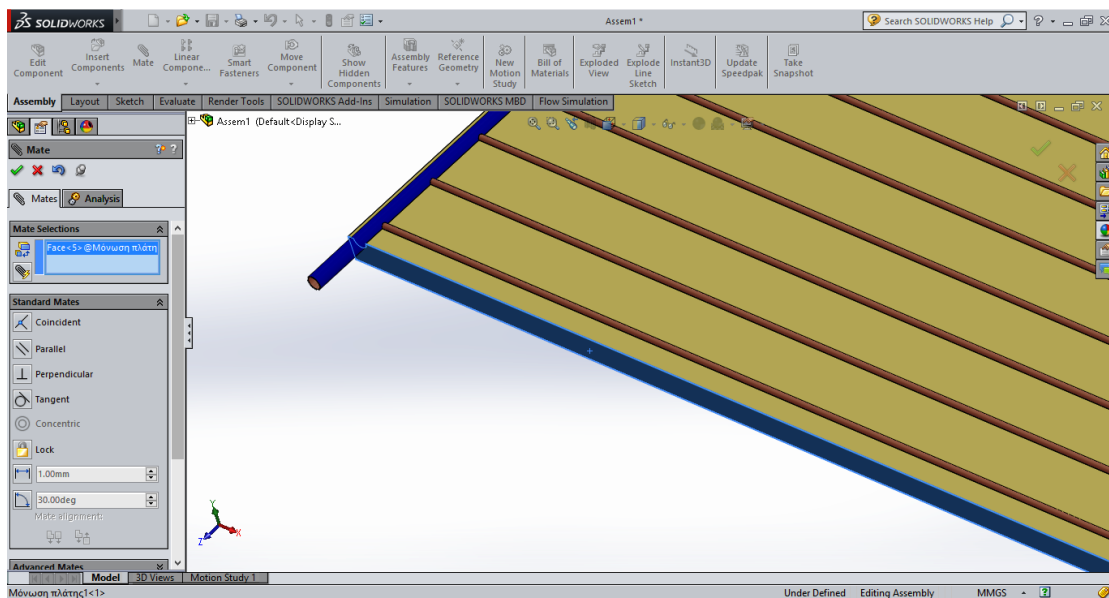 SOLIDWORKS
Assem1 *
Search SOLIDWORKS Help
Edit Component
Insert Components
Mate
Linear Compone...
Smart Fasteners
Move Component
Show Hidden Components
Assembly Features
Reference Geometry
New Motion Study
Bill of Materials
Exploded View
Explode Line Sketch
Instant3D
Update Speedpak
Take Snapshot
Assembly Layout Sketch Evaluate Render Tools SOLIDWORKS Add-Ins Simulation SOLIDWORKS MBD Flow Simulation
Assem1 (Default<Display S...
Mate
Mates Analysis
Mate Selections
Face<5>@Μόνωση πλάτη
Standard Mates
Coincident
Parallel
Perpendicular
Tangent
Concentric
Lock
1.00mm
30.00deg
Mate alignment:
Advanced Mates
Y
X
Z
Model 3D Views Motion Study 1
Μόνωση πλάτης1<1> Under Defined Editing Assembly MMGS